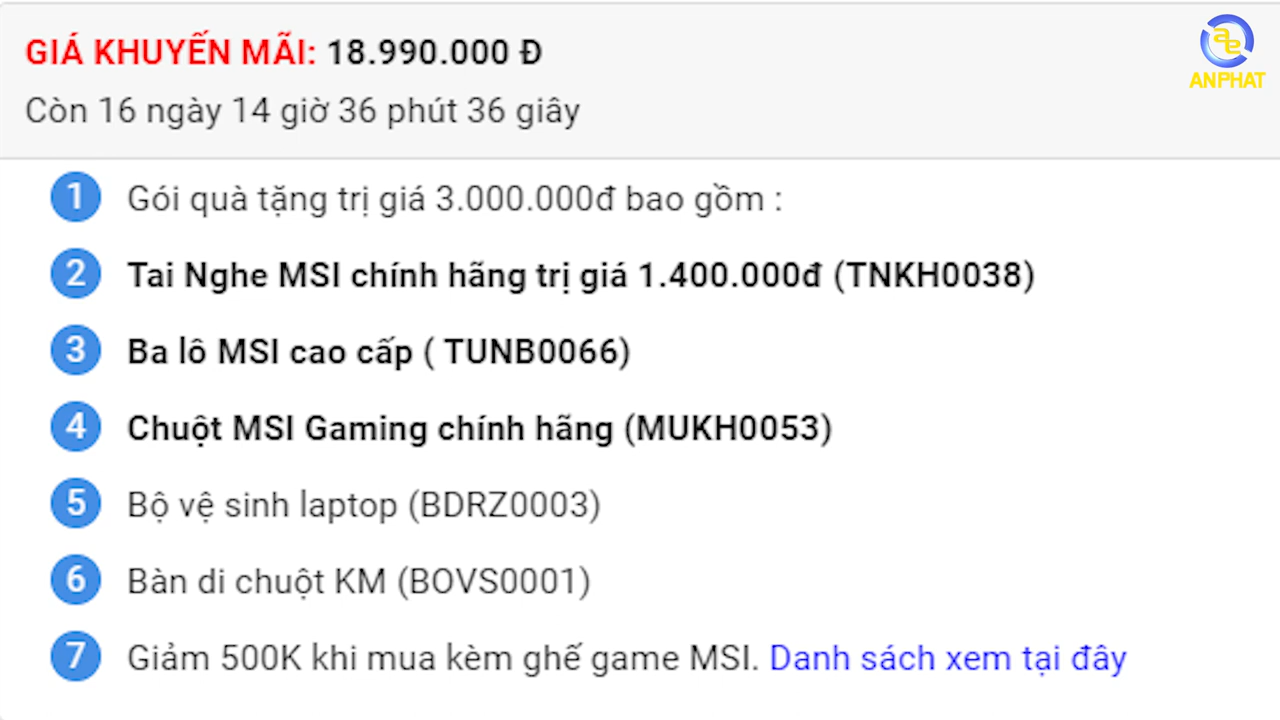 GIÁ KHUYẾN MÃI: 18.990.000 Đ
Còn 16 ngày 14 giờ 36 phút 36 giây
ae
ANPHAT
1 Gói quà tặng trị giá 3.000.000đ bao gồm :
2 Tai Nghe MSI chính hãng trị giá 1.400.000đ (TNKH0038)
3 Ba lô MSI cao cấp ( TUNB0066)
4 Chuột MSI Gaming chính hãng (MUKH0053)
5 Bộ vệ sinh laptop (BDRZ0003)
6 Bàn di chuột KM (BOVS0001)
7 Giảm 500K khi mua kèm ghế game MSI. Danh sách xem tại đây